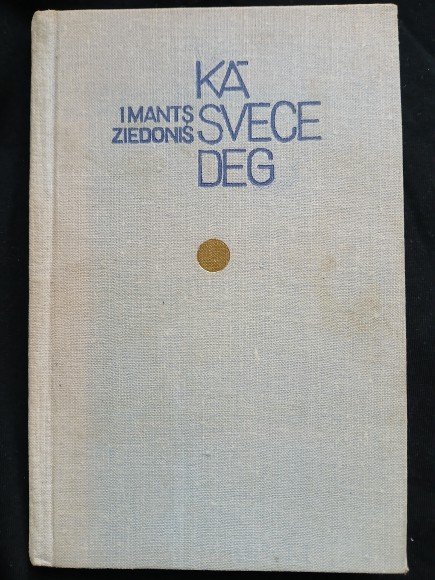 KĀ
IMANTS SVECE
ZIEDONIS DEG